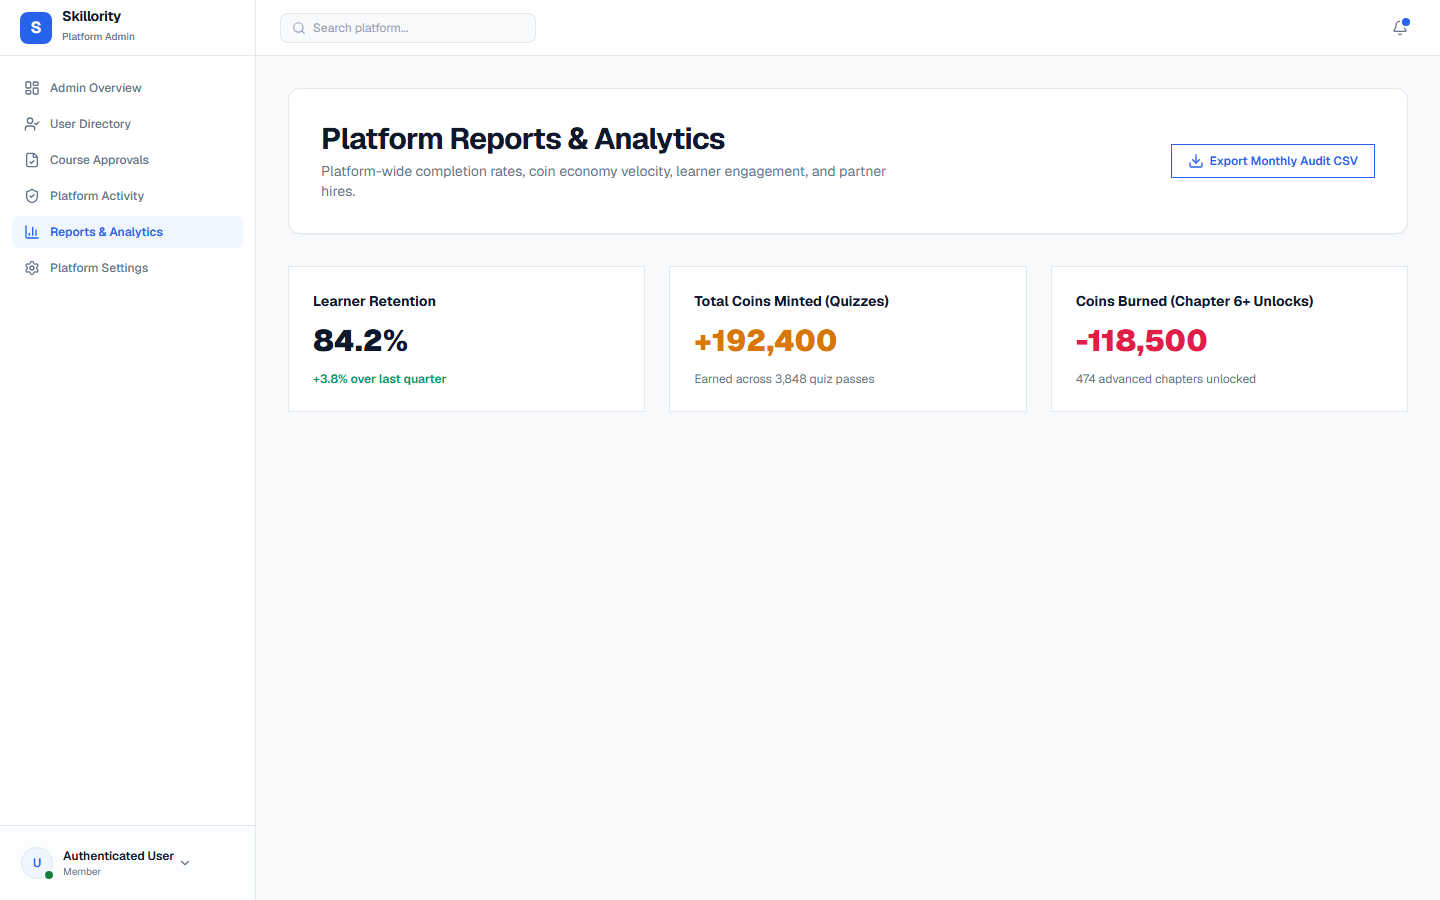 S
Skillority
Platform Admin
Search platform...
Admin Overview
User Directory
Course Approvals
Platform Activity
Reports & Analytics
Platform Settings
Platform Reports & Analytics
Platform-wide completion rates, coin economy velocity, learner engagement, and partner
hires.
Export Monthly Audit CSV
Learner Retention
84.2%
+3.8% over last quarter
Total Coins Minted (Quizzes)
+192,400
Earned across 3,848 quiz passes
Coins Burned (Chapter 6+ Unlocks)
-118,500
474 advanced chapters unlocked
U
Authenticated User
Member